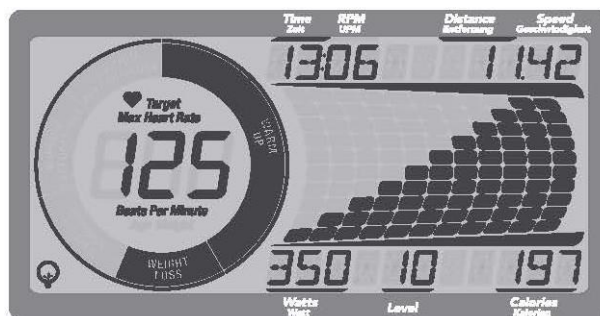 Time RPM Distance Speed
Zeit UPM Entfernung Geschwindigkeit
13:06 11.42
Target
Max Heart Rate
125
Beats Per Minute
WARM
UP
WEIGHT
LOSS
350 10 197
Watts Level Calories
Watt Kalorien